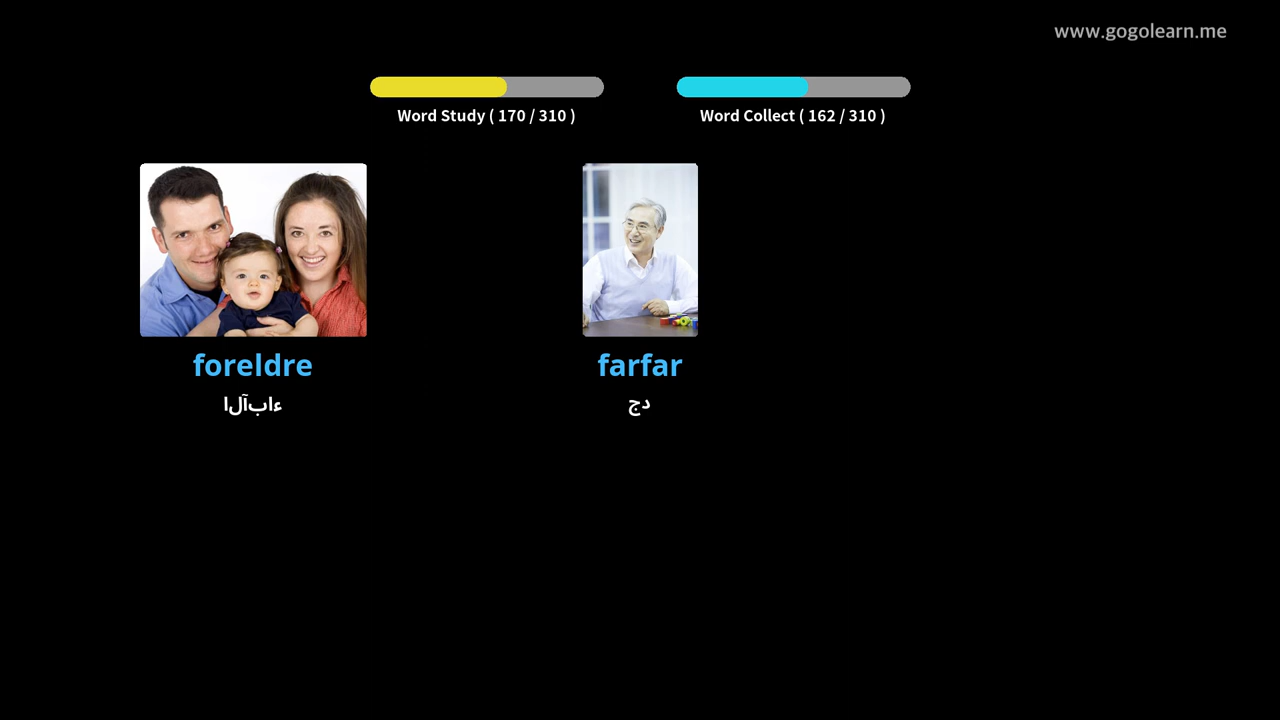 www.gogolearn.me
Word Study ( 170 / 310 )
Word Collect ( 162 / 310 )
foreldre
ءابآلا
farfar
دج